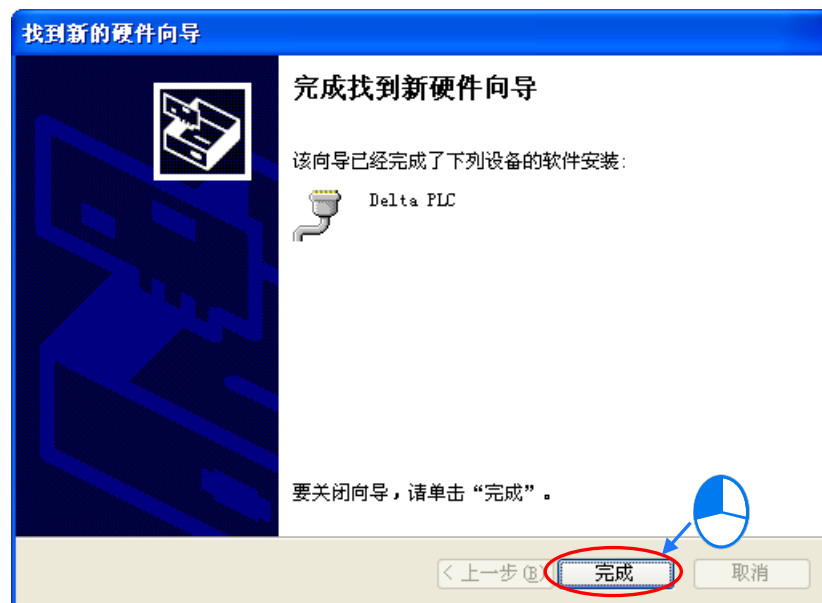 找到新的硬件向导
完成找到新硬件向导
该向导已经完成了下列设备的软件安装:
Delta PLC
要关闭向导，请单击“完成”。
< 上一步(B) 完成 取消